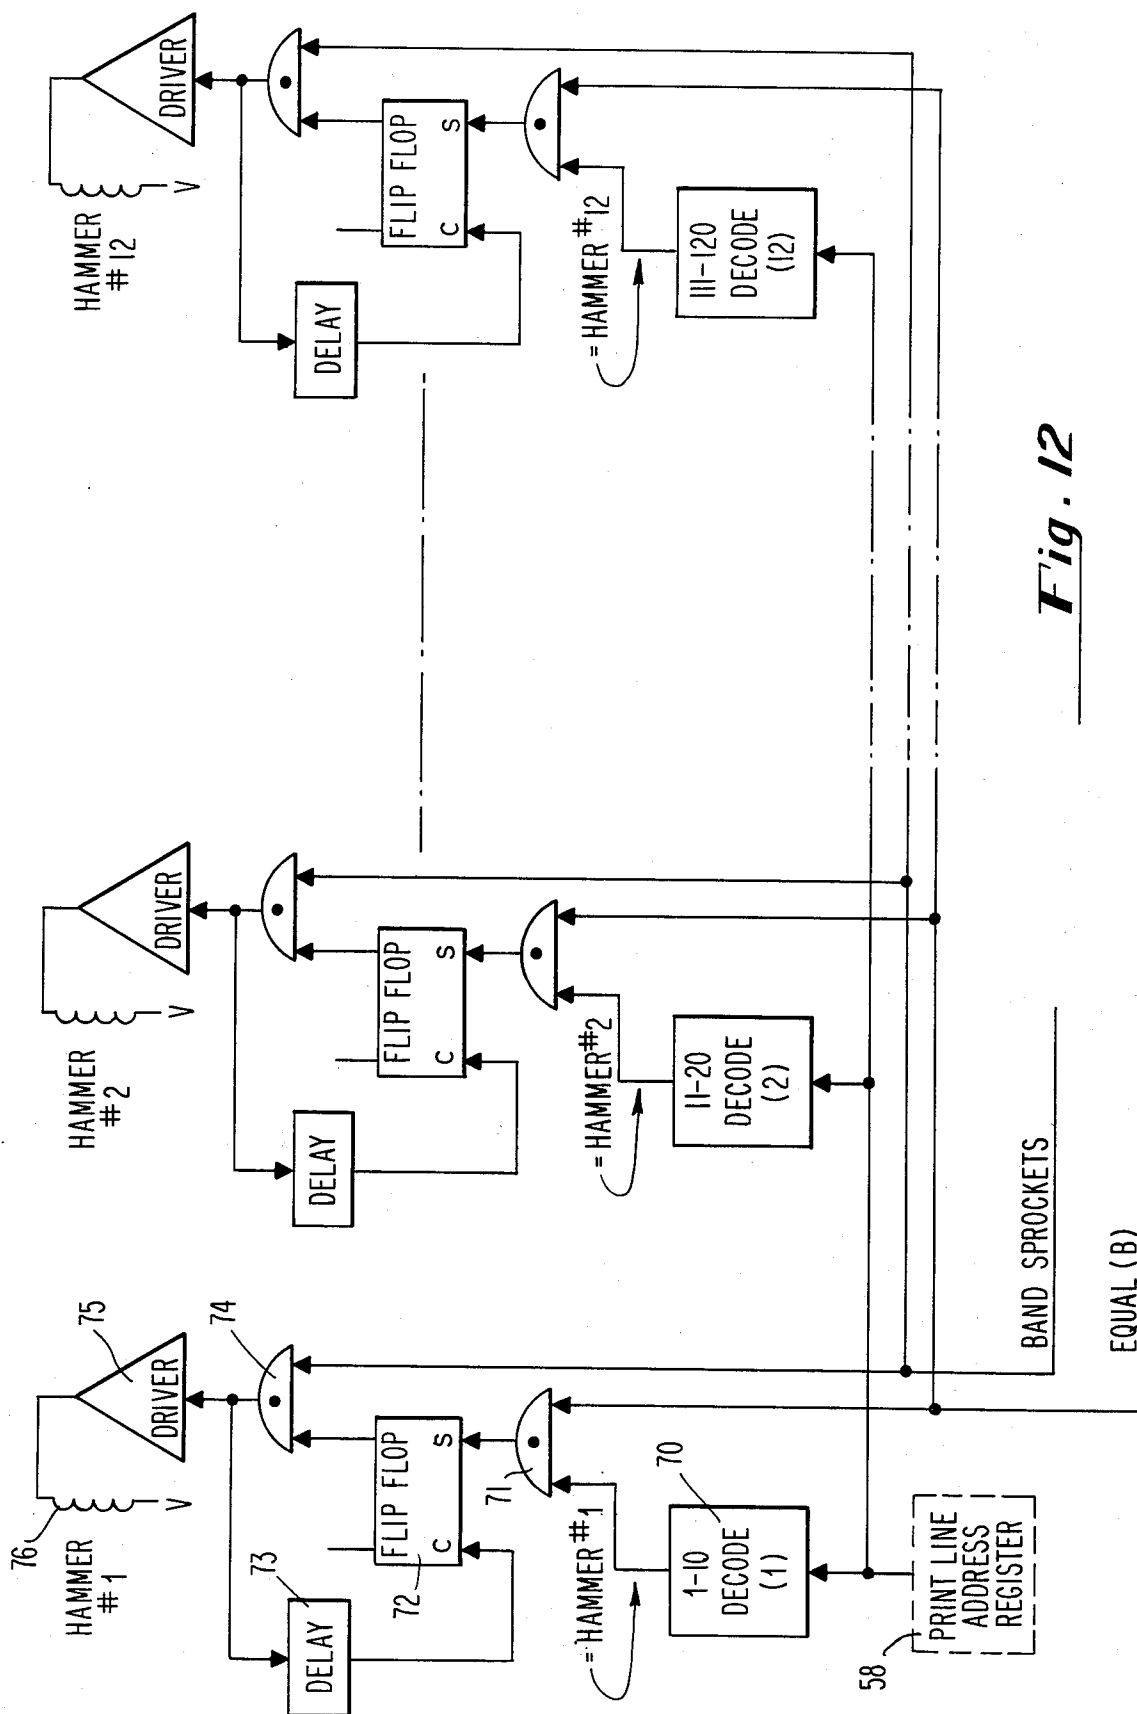 76
HAMMER
#1
V
DRIVER
75
74
73
DELAY
FLIP FLOP
C
S
72
71
=HAMMER #1
1-10
DECODE
(1)
70
58
PRINT LINE
ADDRESS
REGISTER
BAND SPROCKETS
EQUAL (B)
HAMMER
#2
V
DRIVER
DELAY
FLIP FLOP
C
S
=HAMMER #2
11-20
DECODE
(2)
HAMMER
#12
V
DRIVER
DELAY
FLIP FLOP
C
S
=HAMMER #12
111-120
DECODE
(12)
Fig. 12